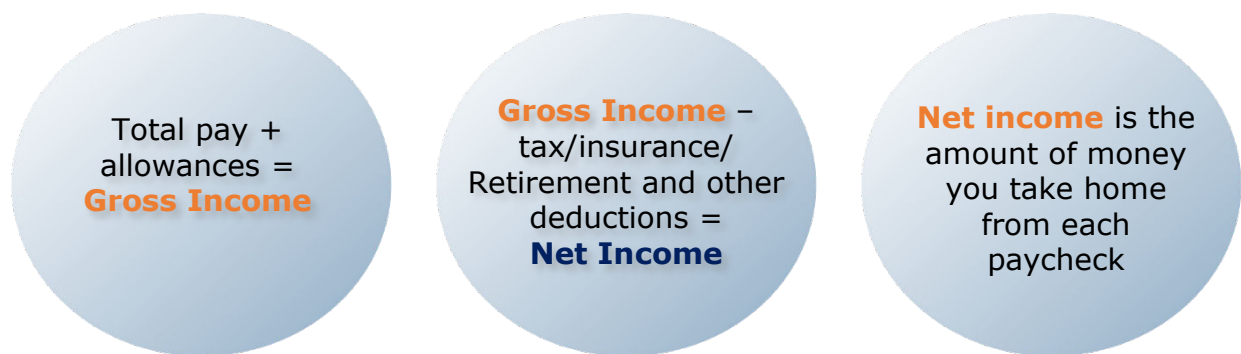 Total pay +
allowances =
Gross Income
Gross Income –
tax/insurance/
Retirement and other
deductions =
Net Income
Net income is the
amount of money
you take home
from each
paycheck